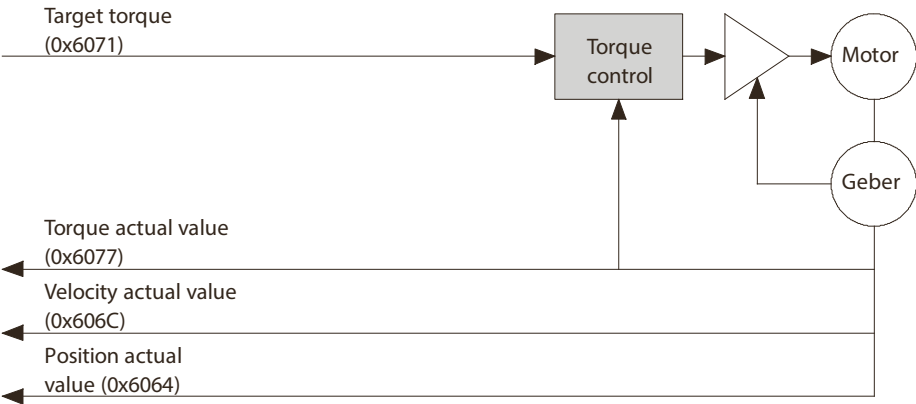 Target torque
(0x6071)
Torque
control
Motor
Geber
Torque actual value
(0x6077)
Velocity actual value
(0x606C)
Position actual
value (0x6064)